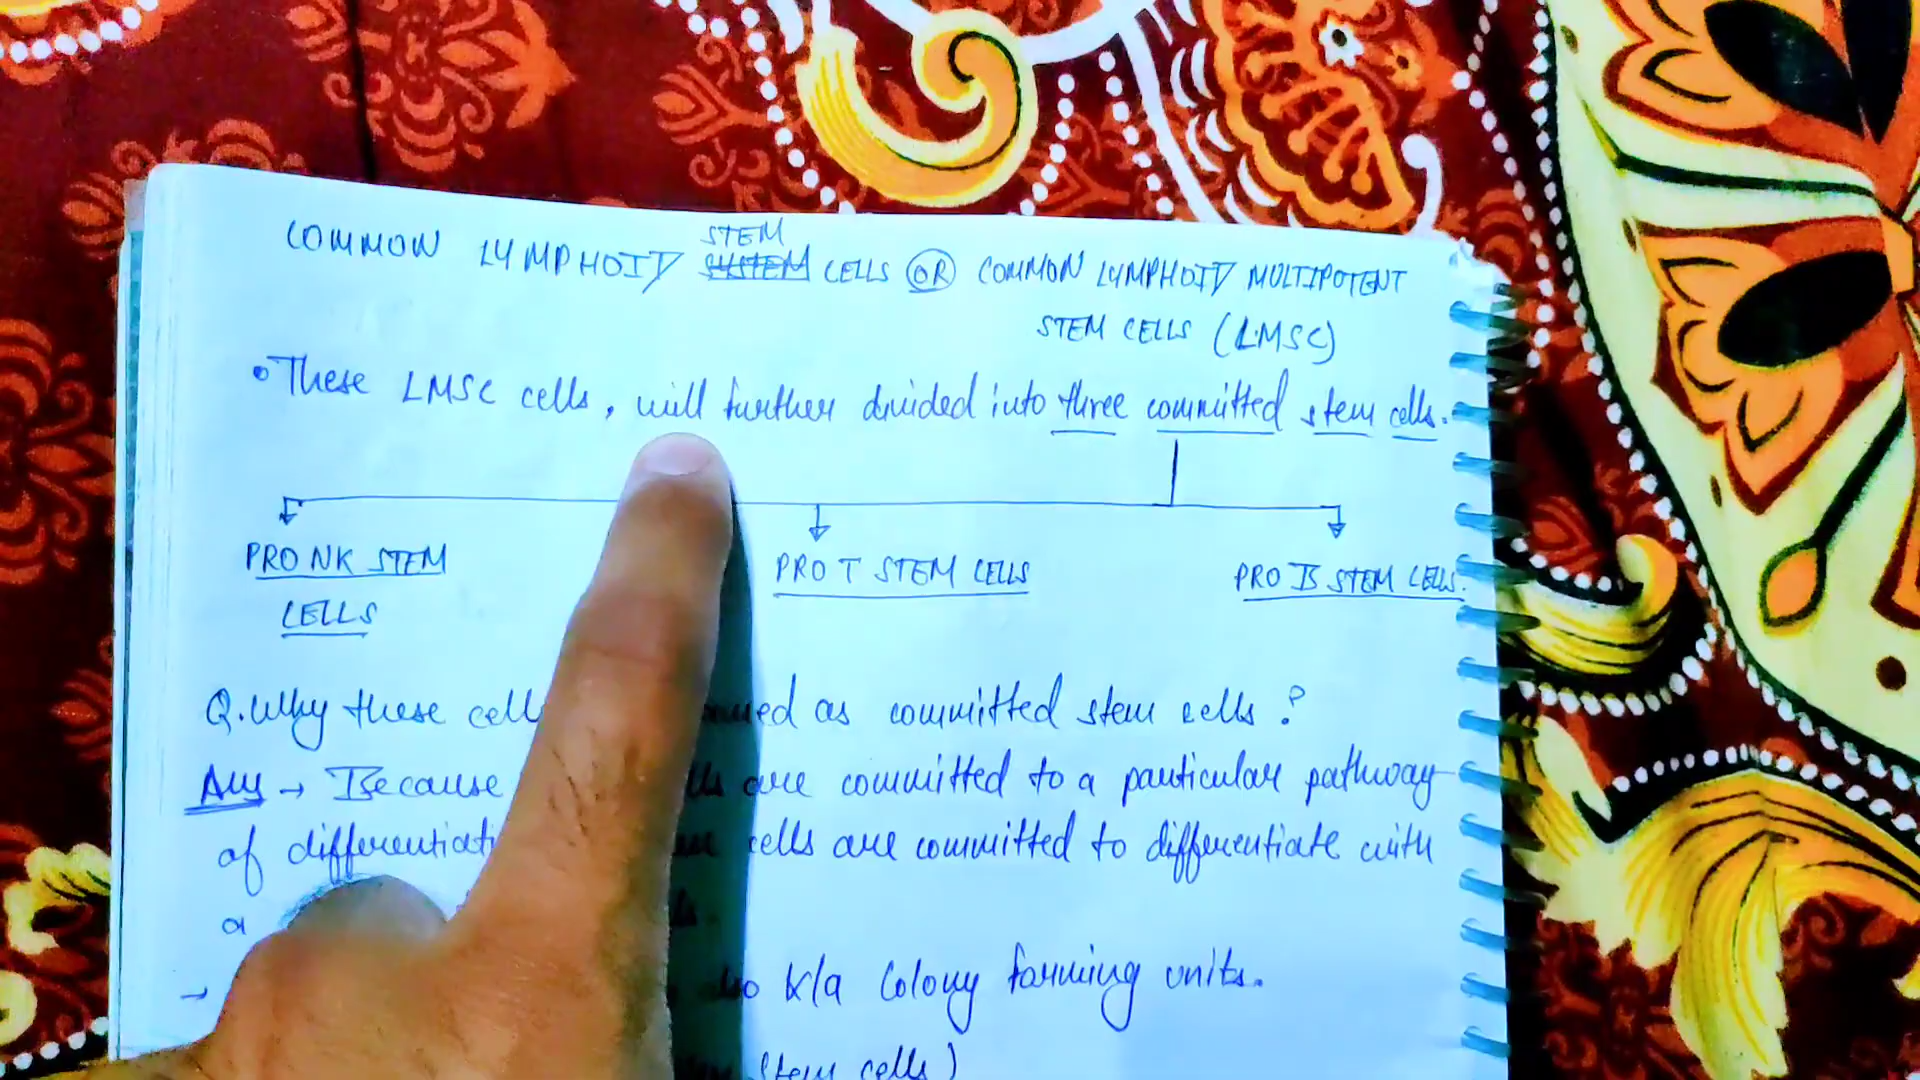 COMMON LYMPHOID STEM CELLS OR COMMON LYMPHOID MULTIPOTENT
STEM CELLS (LMSC)
• These LMSC cells, will further divided into three committed stem cells.
PRO NK STEM CELLS
PRO T STEM CELLS
PRO B STEM CELLS.
Q. Why these cell as committed stem cells ?
Ans → Because are committed to a particular pathway
of cells are committed to differentiate with
a
→ k/a Colony forming units.
stem cells)